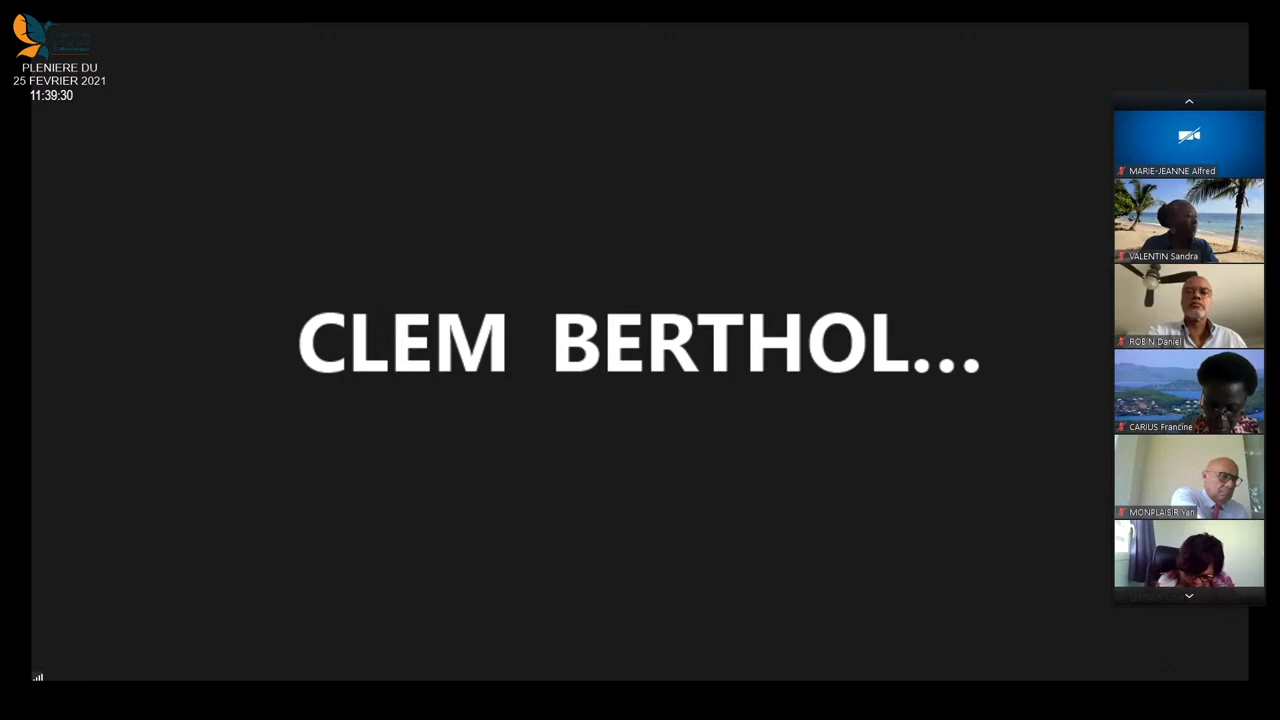 PLENIERE DU
25 FEVRIER 2021
11:39:30
CLEM BERTHOL...
MARIE-JEANNE Alfred
VALENTIN Sandra
ROBIN Daniel
CARIUS Francine
MONPLAISIR Yan